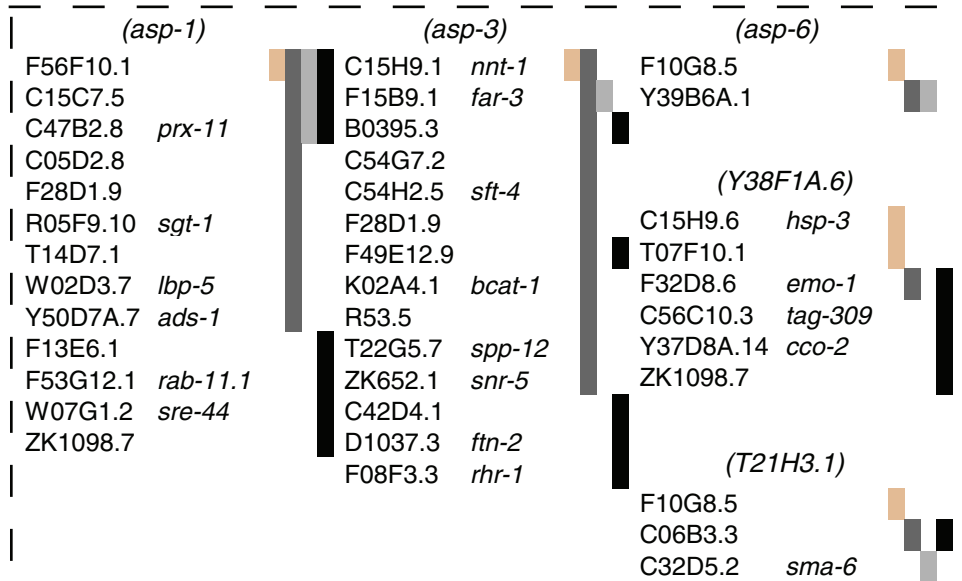 (asp-1)
F56F10.1
C15C7.5
C47B2.8 prx-11
C05D2.8
F28D1.9
R05F9.10 sgt-1
T14D7.1
W02D3.7 lbp-5
Y50D7A.7 ads-1
F13E6.1
F53G12.1 rab-11.1
W07G1.2 sre-44
ZK1098.7
(asp-3)
C15H9.1 nnt-1
F15B9.1 far-3
B0395.3
C54G7.2
C54H2.5 sft-4
F28D1.9
F49E12.9
K02A4.1 bcat-1
R53.5
T22G5.7 spp-12
ZK652.1 snr-5
C42D4.1
D1037.3 ftn-2
F08F3.3 rhr-1
(asp-6)
F10G8.5
Y39B6A.1
(Y38F1A.6)
C15H9.6 hsp-3
T07F10.1
F32D8.6 emo-1
C56C10.3 tag-309
Y37D8A.14 cco-2
ZK1098.7
(T21H3.1)
F10G8.5
C06B3.3
C32D5.2 sma-6